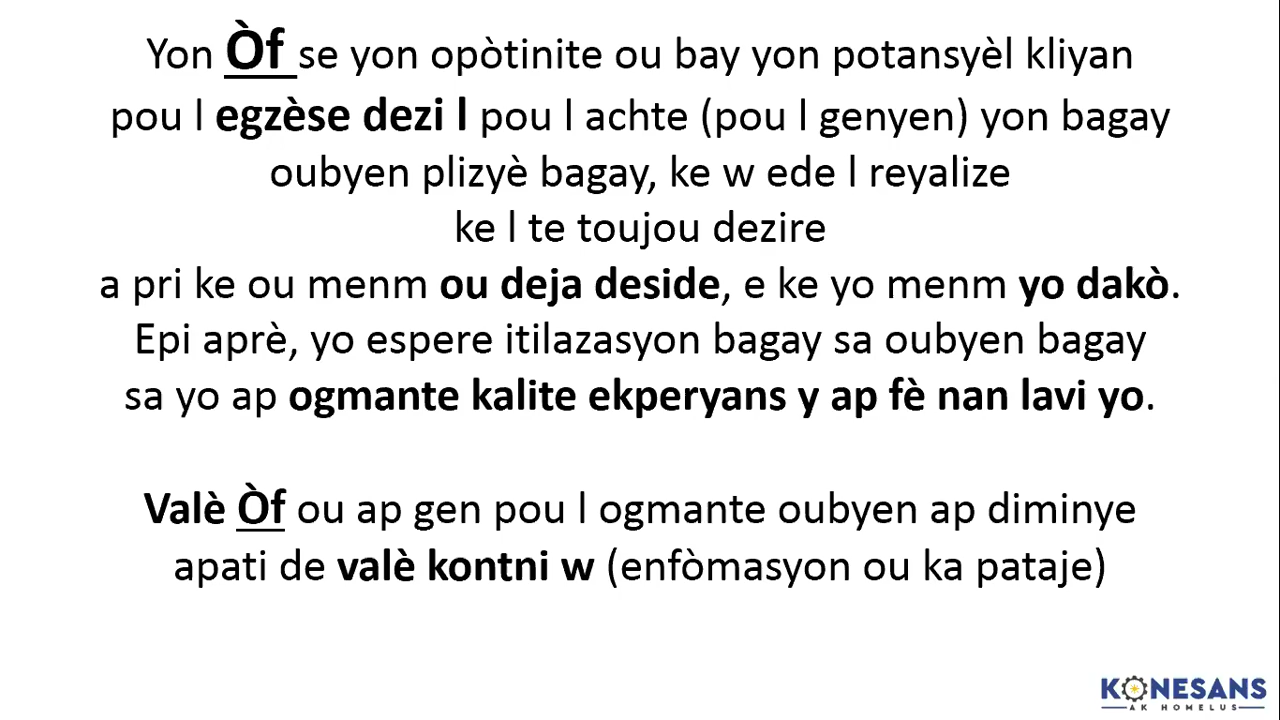 Yon Òf se yon opòtinite ou bay yon potansyèl kliyan
pou l egzèse dezi l pou l achte (pou l genyen) yon bagay
oubyen plizyè bagay, ke w ede l reyalize
ke l te toujou dezire
a pri ke ou menm ou deja deside, e ke yo menm yo dakò.
Epi aprè, yo espere itilazasyon bagay sa oubyen bagay
sa yo ap ogmante kalite ekperyans y ap fè nan lavi yo.
Valè Òf ou ap gen pou l ogmante oubyen ap diminye
apati de valè kontni w (enfòmasyon ou ka pataje)
KONESANS
AK HOMELUS